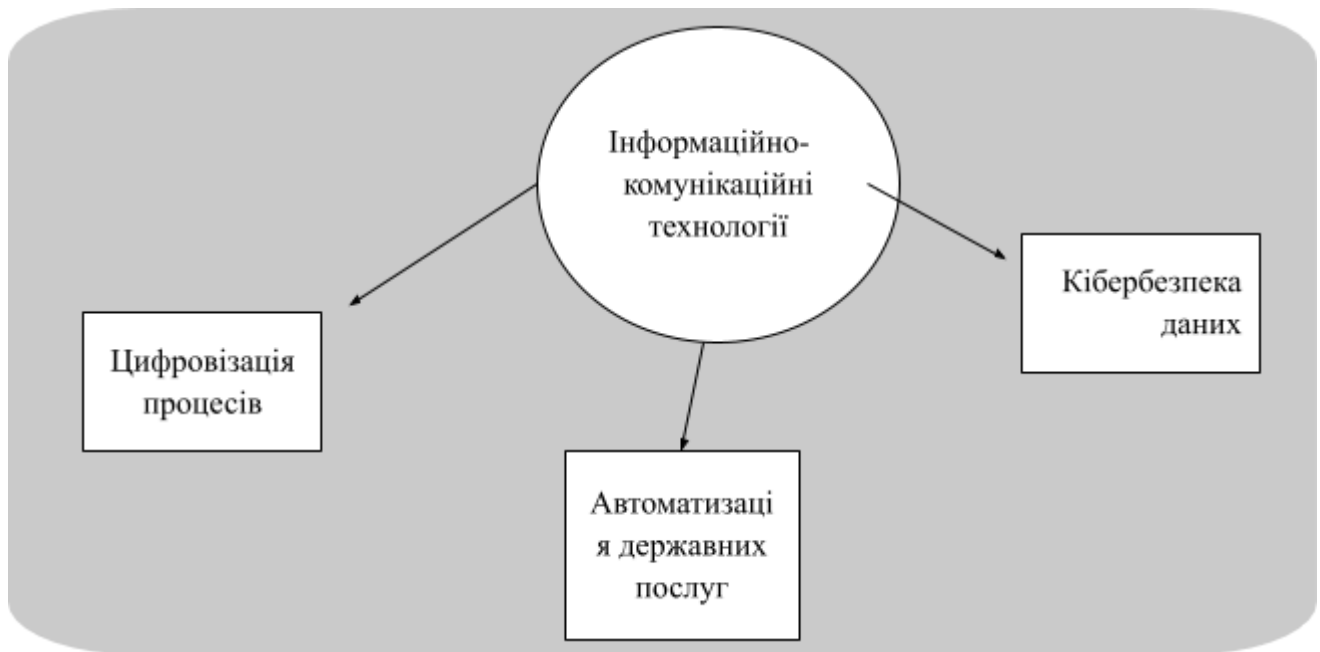 Інформаційно-
комунікаційні
технології
Кібербезпека
даних
Цифровізація
процесів
Автоматизаці
я державних
послуг